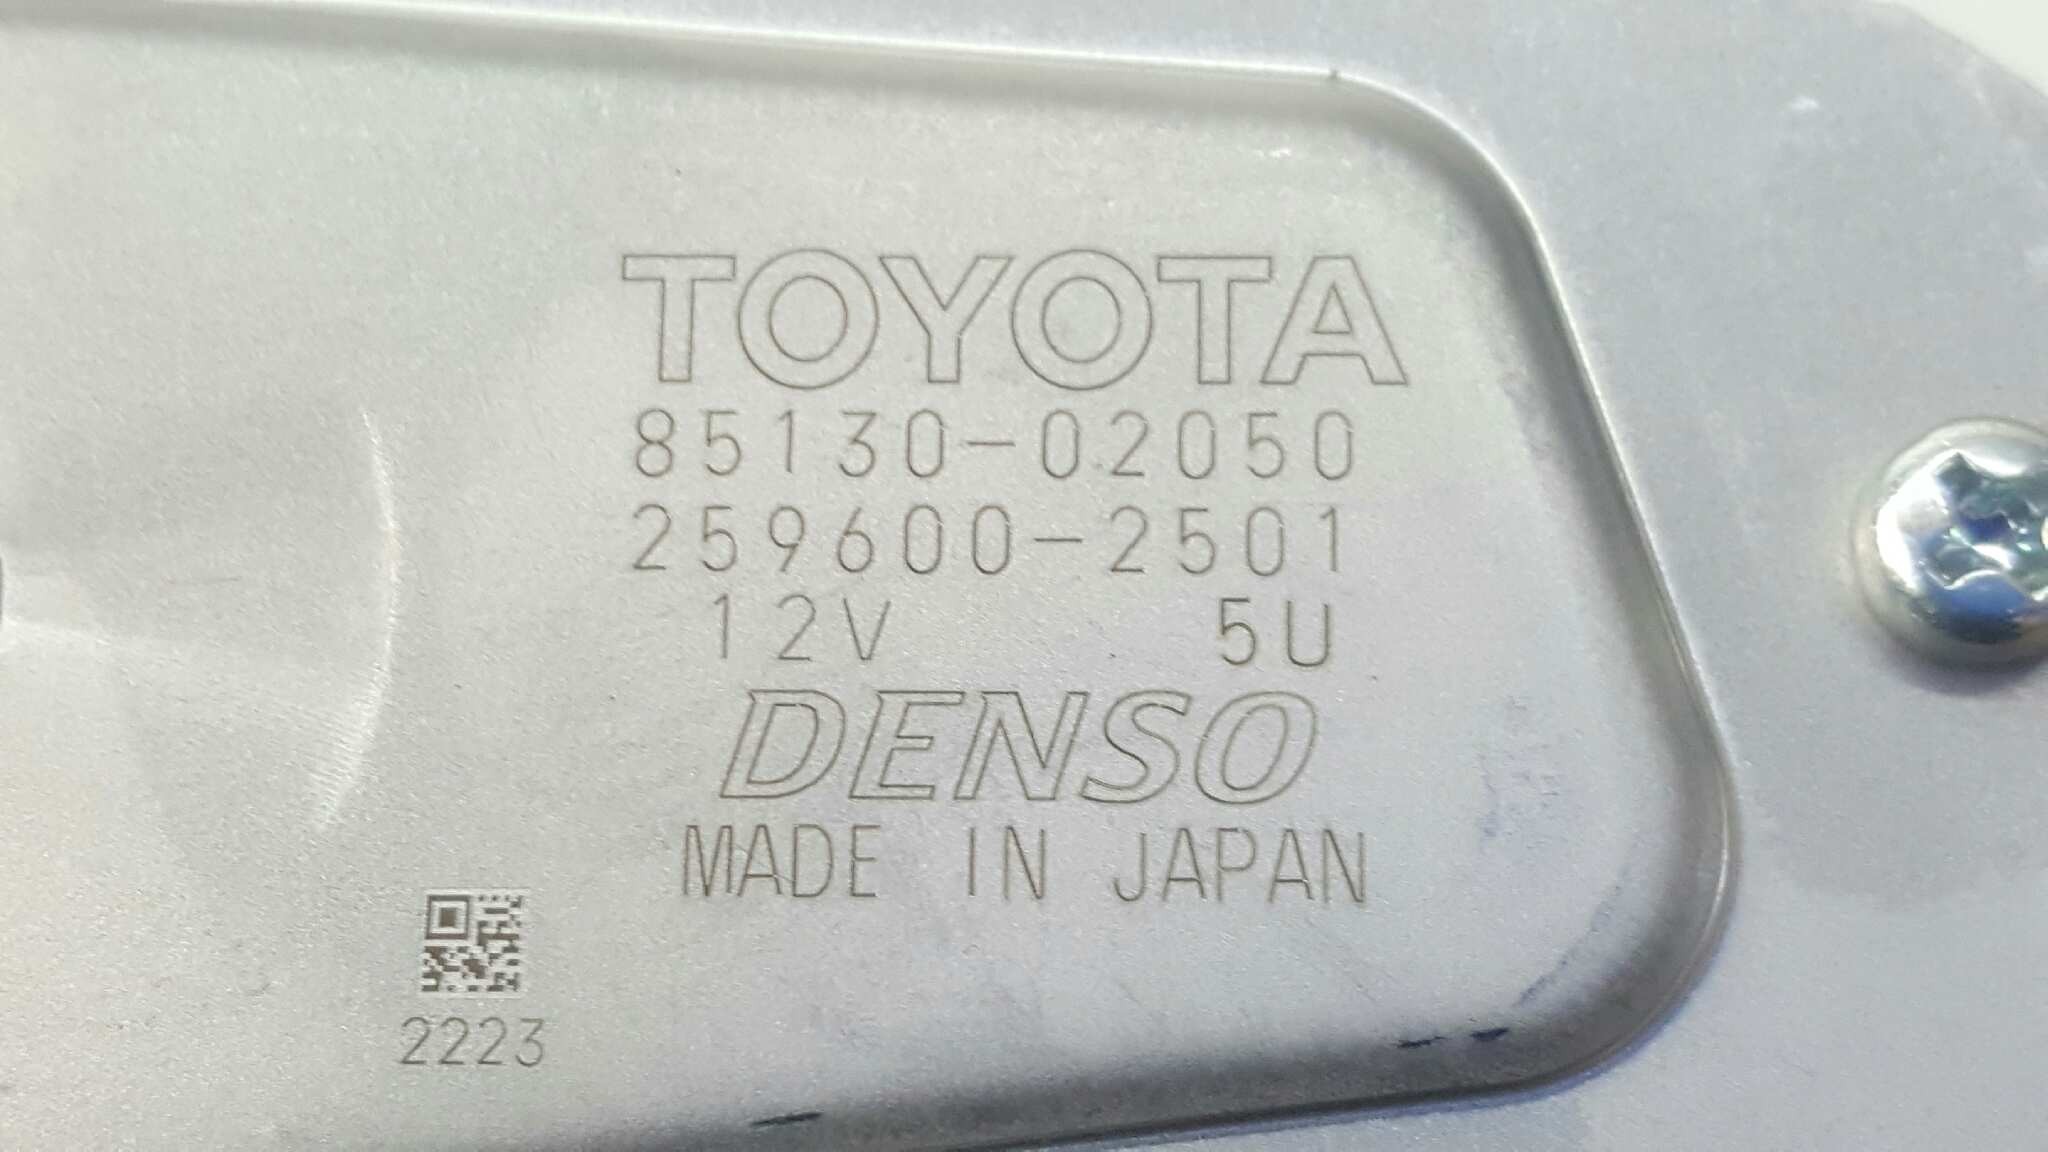 TOYOTA
85130-02050
259600-2501
12V 5U
DENSO
MADE IN JAPAN
2223